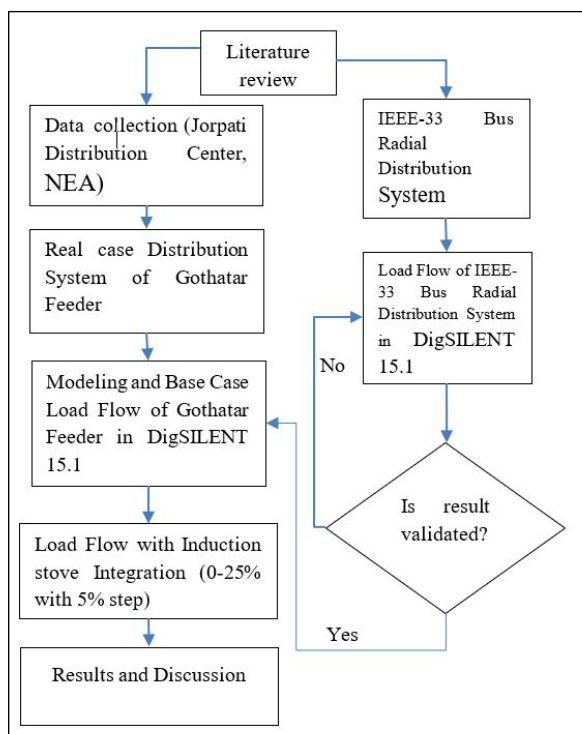 Literature
review
Data collection (Jorpati
Distribution Center,
NEA)
IEEE-33 Bus
Radial
Distribution
System
Real case Distribution
System of Gothatar
Feeder
Load Flow of IEEE-
33 Bus Radial
Distribution System
in DigSILENT
15.1
No
Modeling and Base Case
Load Flow of Gothatar
Feeder in DigSILENT
15.1
Is result
validated?
Load Flow with Induction
stove Integration (0-25%
with 5% step)
Yes
Results and Discussion